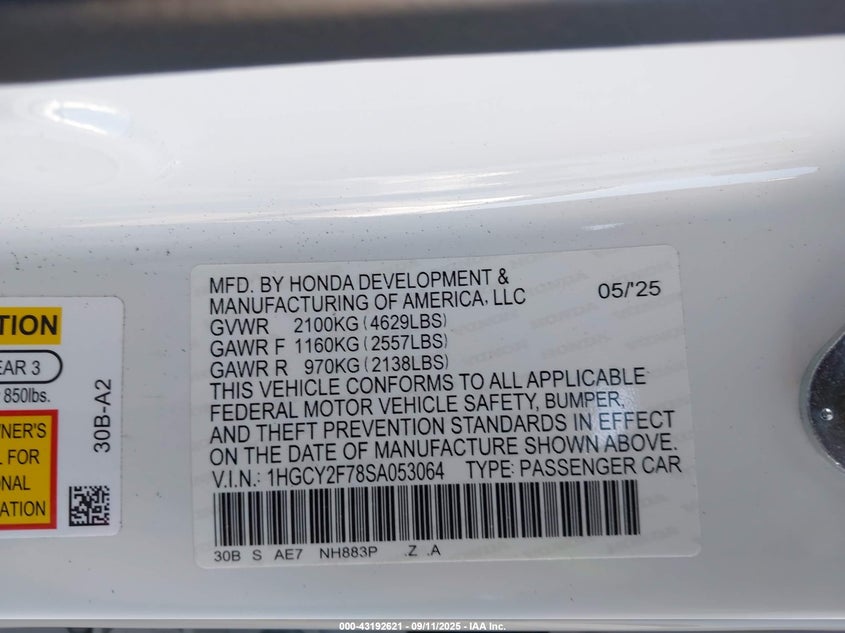 MFD. BY HONDA DEVELOPMENT &
MANUFACTURING OF AMERICA, LLC 05/'25
GVWR 2100KG (4629LBS)
GAWR F 1160KG (2557LBS)
GAWR R 970KG (2138LBS)
THIS VEHICLE CONFORMS TO ALL APPLICABLE
FEDERAL MOTOR VEHICLE SAFETY, BUMPER,
AND THEFT PREVENTION STANDARDS IN EFFECT
ON THE DATE OF MANUFACTURE SHOWN ABOVE.
V.I.N.: 1HGCY2F78SA053064 TYPE: PASSENGER CAR
30B S AE7 NH883P .Z .A
TION
EAR 3
850lbs.
NER'S
FOR
ONAL
ATION
30B-A2
000-43192621 - 09/11/2025 - IAA Inc.